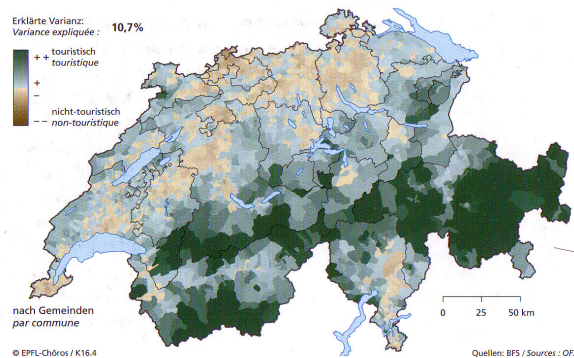 Erklärte Varianz:
Variance expliquée : 10,7%
+ + touristisch
touristique
+
–
nicht-touristisch
– – non-touristique
nach Gemeinden
par commune
0 25 50 km
© EPFL-Chôros / K16.4
Quellen: BFS / Sources : OF